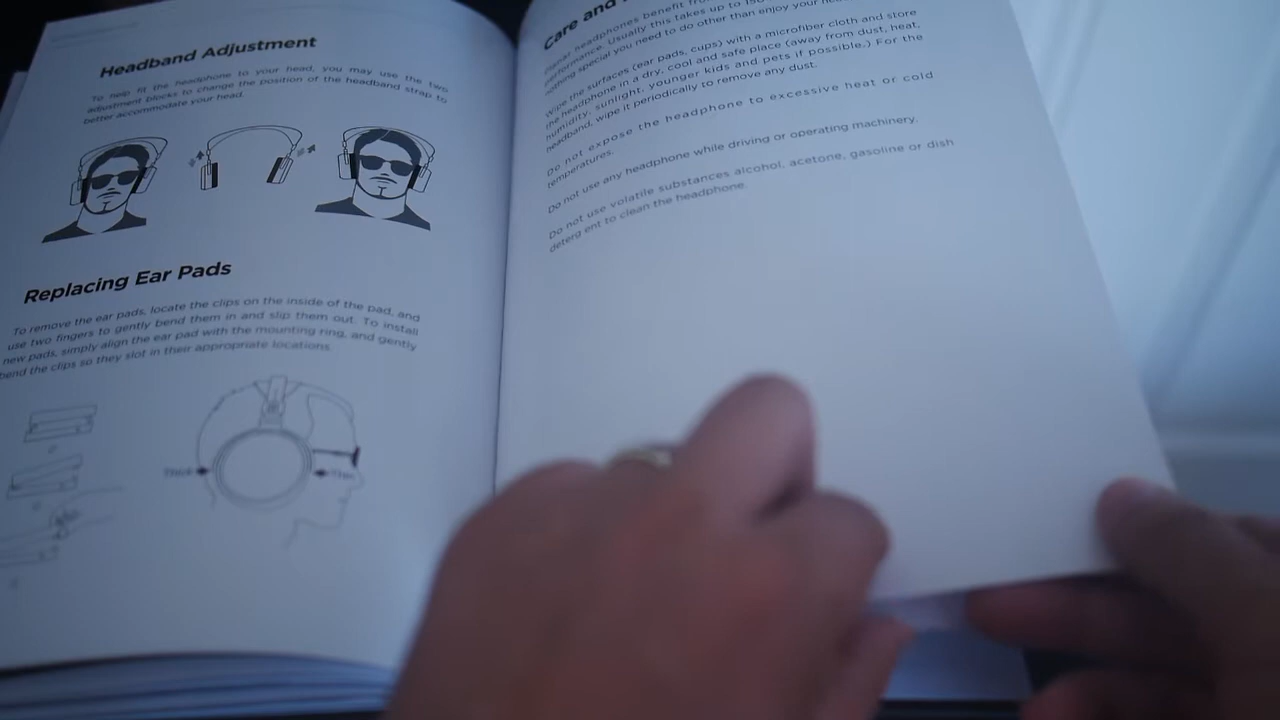 Headband Adjustment
To help fit the headphone to your head, you may use the two
adjustment blocks to change the position of the headband strap to
better accommodate your head.
Replacing Ear Pads
To remove the ear pads, locate the clips on the inside of the pad, and
use two fingers to gently bend them in and slip them out. To install
new pads, simply align the ear pad with the mounting ring, and gently
bend the clips so they slot in their appropriate locations.
Thick
Thin
Care and
headphones benefit
performance. Usually this takes up to
nothing special you need to do other than enjoy your
Wipe the surfaces (ear pads, cups) with a microfiber cloth and store
the headphone in a dry, cool and safe place (away from dust, heat,
humidity, sunlight, younger kids and pets if possible.) For the
headband, wipe it periodically to remove any dust.
Do not expose the headphone to excessive heat or cold
temperatures.
Do not use any headphone while driving or operating machinery.
Do not use volatile substances alcohol, acetone, gasoline or dish
deterg ent to clean the headphone.